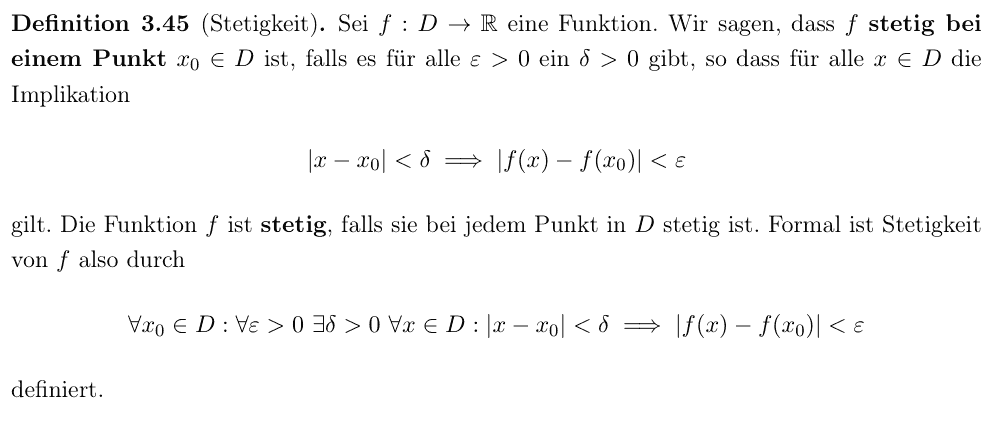 Definition 3.45 (Stetigkeit). Sei f : D → ℝ eine Funktion. Wir sagen, dass f stetig bei
einem Punkt x₀ ∈ D ist, falls es für alle ε > 0 ein δ > 0 gibt, so dass für alle x ∈ D die
Implikation
|x − x₀| < δ ⟹ |f(x) − f(x₀)| < ε
gilt. Die Funktion f ist stetig, falls sie bei jedem Punkt in D stetig ist. Formal ist Stetigkeit
von f also durch
∀x₀ ∈ D : ∀ε > 0 ∃δ > 0 ∀x ∈ D : |x − x₀| < δ ⟹ |f(x) − f(x₀)| < ε
definiert.